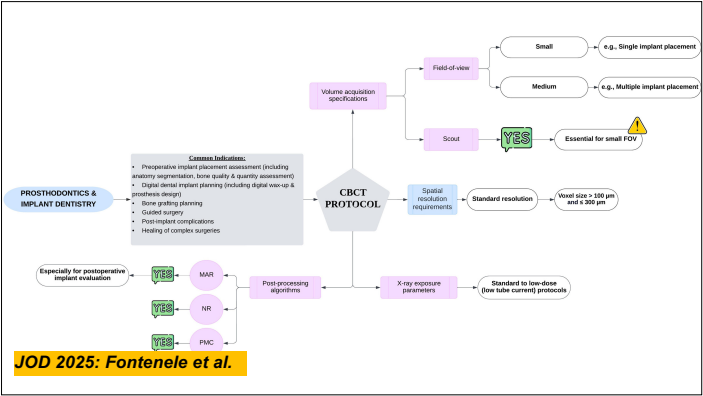 Small
e.g., Single implant placement
Field-of-view
Medium
e.g., Multiple implant placement
Volume acquisition
specifications
Scout
YES
Essential for small FOV
Common Indications:
• Preoperative implant placement assessment (including
anatomy segmentation, bone quality & quantity assessment)
• Digital dental implant planning (including digital wax-up &
prosthesis design)
• Bone grafting planning
• Guided surgery
• Post-implant complications
• Healing of complex surgeries
PROSTHODONTICS &
IMPLANT DENTISTRY
CBCT
PROTOCOL
Spatial
resolution
requirements
Standard resolution
Voxel size > 100 µm
and ≤ 300 µm
Especially for postoperative
implant evaluation
YES
MAR
Post-processing
algorithms
X-ray exposure
parameters
Standard to low-dose
(low tube current) protocols
YES
NR
YES
PMC
JOD 2025: Fontenele et al.